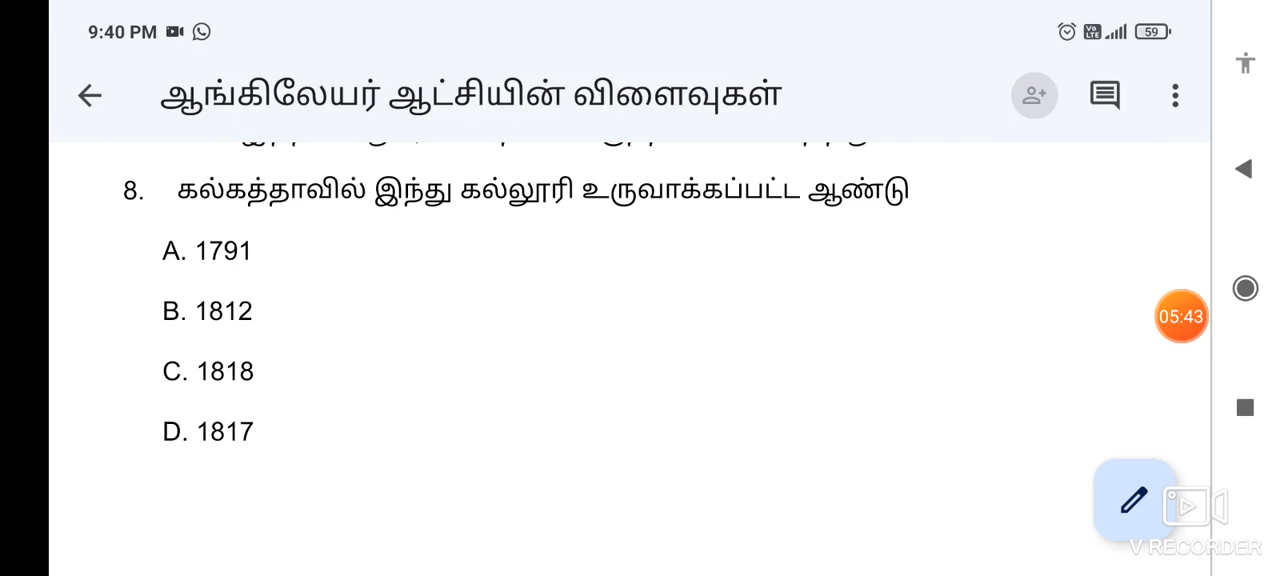 9:40 PM
59
ஆங்கிலேயர் ஆட்சியின் விளைவுகள்
8. கல்கத்தாவில் இந்து கல்லூரி உருவாக்கப்பட்ட ஆண்டு
A. 1791
B. 1812
05:43
C. 1818
D. 1817
V RECORDER